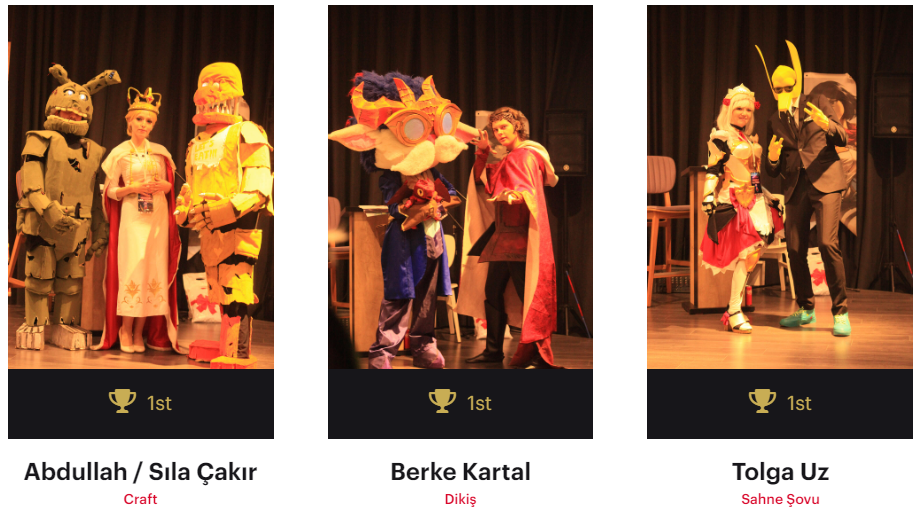 1st
1st
1st
Abdullah / Sıla Çakır
Berke Kartal
Tolga Uz
Craft
Dikiş
Sahne Şovu